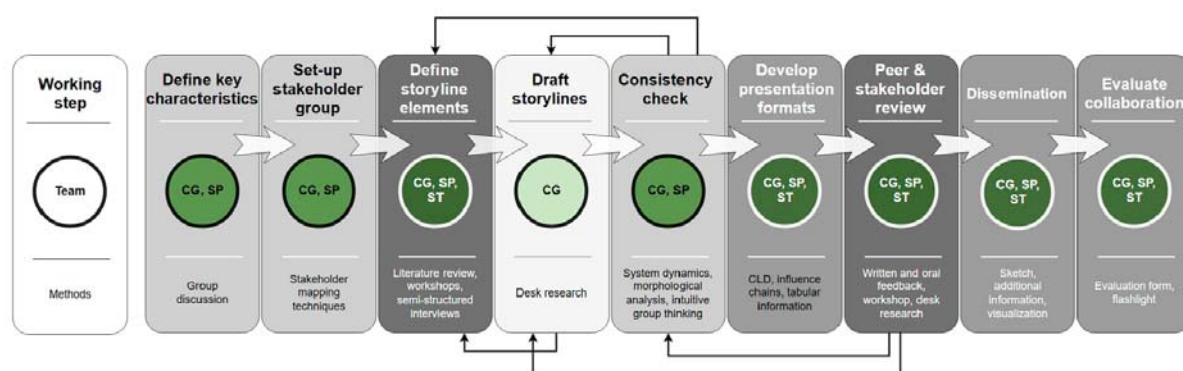 Working
step
Team
Methods
Define key
characteristics
CG, SP
Group
discussion
Set-up
stakeholder
group
CG, SP
Stakeholder
mapping
techniques
Define
storyline
elements
CG, SP,
ST
Literature review,
workshops,
semi-structured
interviews
Draft
storylines
CG
Desk research
Consistency
check
CG, SP
System dynamics,
morphological
analysis, intuitive
group thinking
Develop
presentation
formats
CG, SP,
ST
CLD, influence
chains, tabular
information
Peer &
stakeholder
review
CG, SP,
ST
Written and oral
feedback,
workshop, desk
research
Dissemination
CG, SP,
ST
Sketch,
additional
information,
visualization
Evaluate
collaboration
CG, SP,
ST
Evaluation form,
flashlight